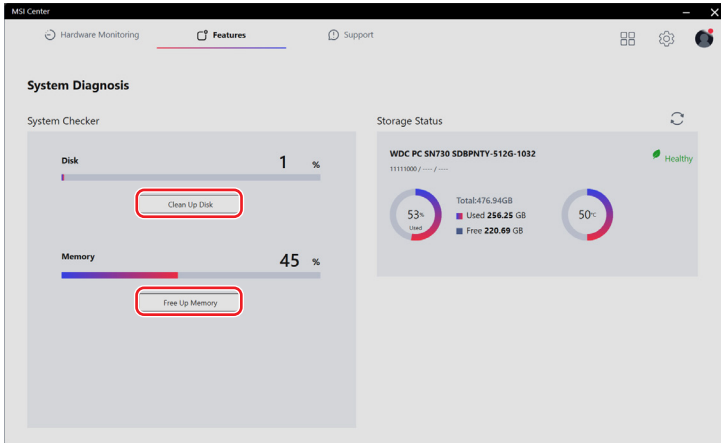 MSI Center
Hardware Monitoring
Features
Support
System Diagnosis
System Checker
Disk
1 %
Clean Up Disk
Memory
45 %
Free Up Memory
Storage Status
WDC PC SN730 SDBPNTY-512G-1032
11111000 / ---- / ----
Healthy
53%
Used
Total:476.94GB
Used 256.25 GB
Free 220.69 GB
50°C